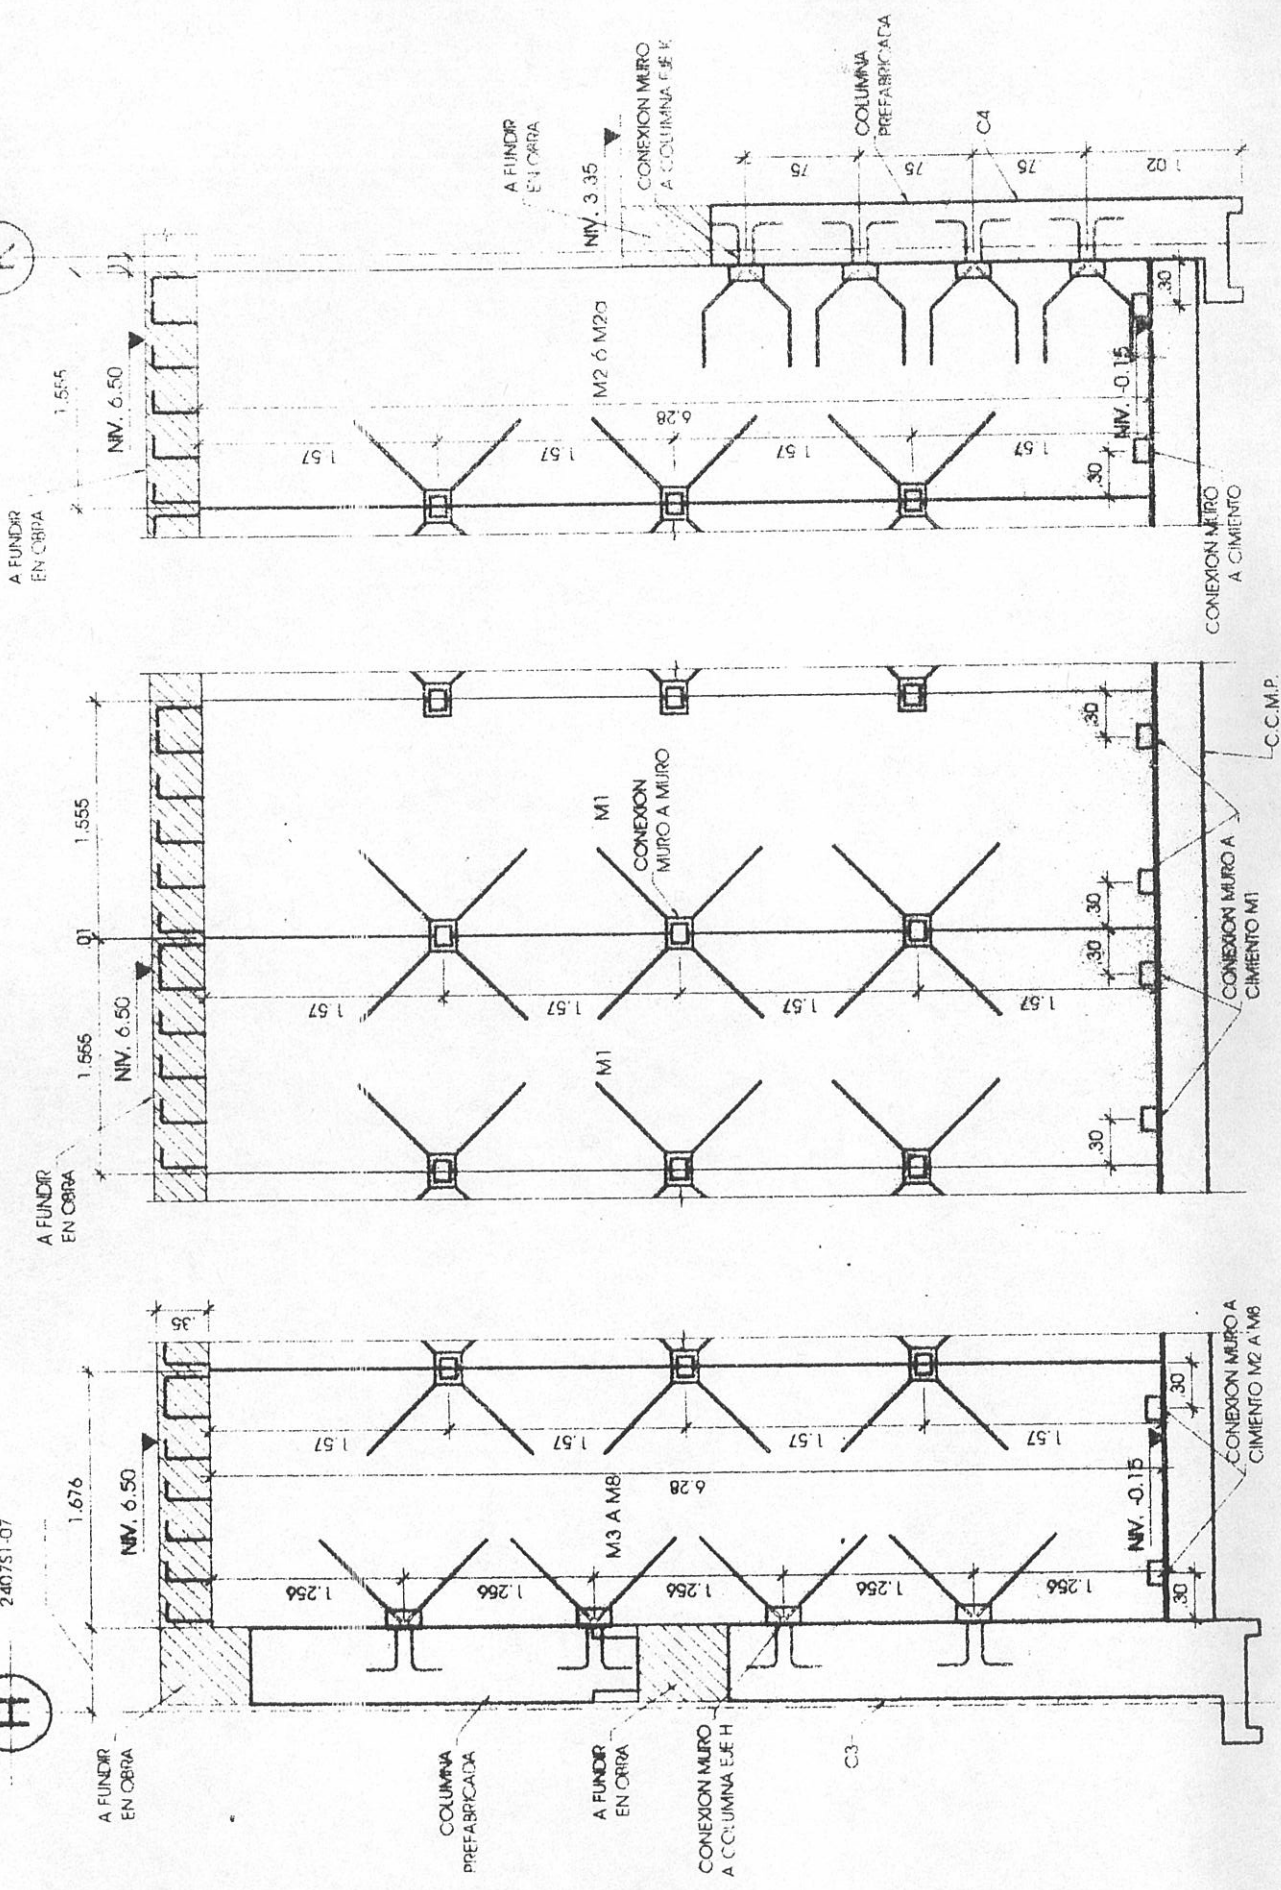 H
2407S1-07
A FUNDIR
EN OBRA
COLUMNA
PREFABRICADA
A FUNDIR
EN OBRA
CONEXION MURO
A COLUMNA EJE H
C3
1.676
NIV. 6.50
.35
1.256
1.256
1.256
1.256
1.256
M3 A M8
6.28
1.57
1.57
1.57
1.57
NIV. -0.15
.30
.30
CONEXION MURO A
CIMIENTO M2 A M8
A FUNDIR
EN OBRA
1.555
.01
1.555
NIV. 6.50
1.57
1.57
1.57
1.57
M1
M1
CONEXION
MURO A MURO
.30
.30
.30
.30
CONEXION MURO A
CIMIENTO M1
C.C.M.P.
A FUNDIR
EN OBRA
1.555
NIV. 6.50
1.57
1.57
1.57
1.57
6.28
M2 ó M2a
.30
.30
NIV. -0.15
CONEXION MURO
A CIMIENTO
K
A FUNDIR
EN OBRA
NIV. 3.35
CONEXION MURO
A COLUMNA EJE K
COLUMNA
PREFABRICADA
C4
.75
.75
.75
1.02